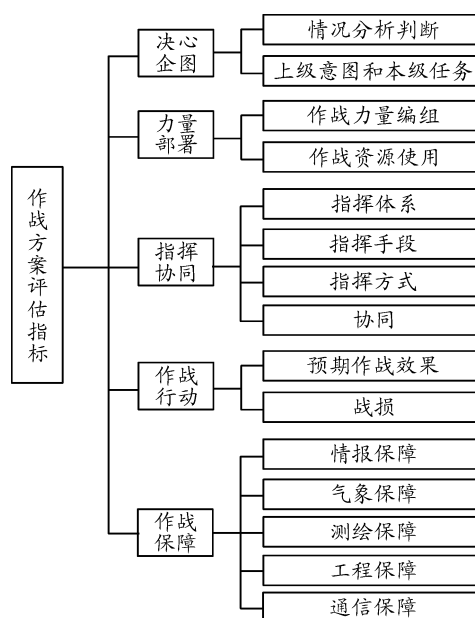 作战方案评估指标
决心
企图
情况分析判断
上级意图和本级任务
力量
部署
作战力量编组
作战资源使用
指挥
协同
指挥体系
指挥手段
指挥方式
协同
作战
行动
预期作战效果
战损
作战
保障
情报保障
气象保障
测绘保障
工程保障
通信保障